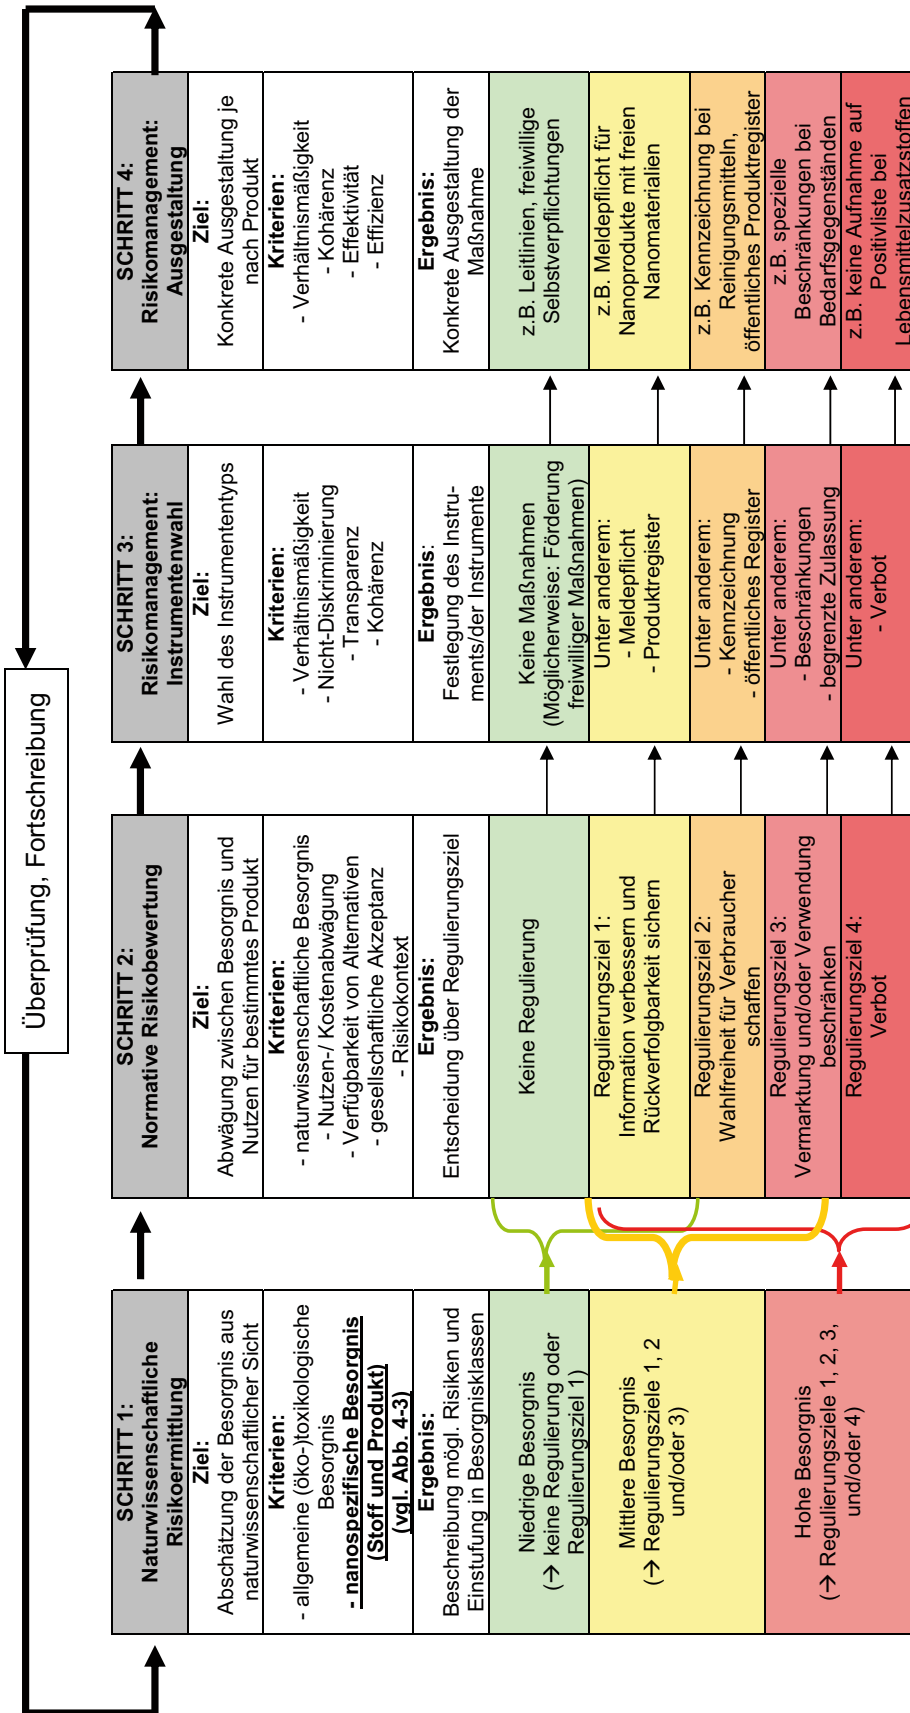 Überprüfung, Fortschreibung
SCHRITT 1:
Naturwissenschaftliche
Risikoermittlung
Ziel:
Abschätzung der Besorgnis aus
naturwissenschaftlicher Sicht
Kriterien:
- allgemeine (öko-)toxikologische
Besorgnis
- nanospezifische Besorgnis
(Stoff und Produkt)
(vgl. Abb. 4-3)
Ergebnis:
Beschreibung mögl. Risiken und
Einstufung in Besorgnisklassen
Niedrige Besorgnis
(→ keine Regulierung oder
Regulierungsziel 1)
Mittlere Besorgnis
(→ Regulierungsziele 1, 2
und/oder 3)
Hohe Besorgnis
(→ Regulierungsziele 1, 2, 3,
und/oder 4)
SCHRITT 2:
Normative Risikobewertung
Ziel:
Abwägung zwischen Besorgnis und
Nutzen für bestimmtes Produkt
Kriterien:
- naturwissenschaftliche Besorgnis
- Nutzen-/ Kostenabwägung
- Verfügbarkeit von Alternativen
- gesellschaftliche Akzeptanz
- Risikokontext
Ergebnis:
Entscheidung über Regulierungsziel
Keine Regulierung
Regulierungsziel 1:
Information verbessern und
Rückverfolgbarkeit sichern
Regulierungsziel 2:
Wahlfreiheit für Verbraucher
schaffen
Regulierungsziel 3:
Vermarktung und/oder Verwendung
beschränken
Regulierungsziel 4:
Verbot
SCHRITT 3:
Risikomanagement:
Instrumentenwahl
Ziel:
Wahl des Instrumententyps
Kriterien:
- Verhältnismäßigkeit
- Nicht-Diskriminierung
- Transparenz
- Kohärenz
Ergebnis:
Festlegung des Instru-
ments/der Instrumente
Keine Maßnahmen
(Möglicherweise: Förderung
freiwilliger Maßnahmen)
Unter anderem:
- Meldepflicht
- Produktregister
Unter anderem:
- Kennzeichnung
- öffentliches Register
Unter anderem:
- Beschränkungen
- begrenzte Zulassung
Unter anderem:
- Verbot
SCHRITT 4:
Risikomanagement:
Ausgestaltung
Ziel:
Konkrete Ausgestaltung je
nach Produkt
Kriterien:
- Verhältnismäßigkeit
- Kohärenz
- Effektivität
- Effizienz
Ergebnis:
Konkrete Ausgestaltung der
Maßnahme
z.B. Leitlinien, freiwillige
Selbstverpflichtungen
z.B. Meldepflicht für
Nanoprodukte mit freien
Nanomaterialien
z.B. Kennzeichnung bei
Reinigungsmitteln,
öffentliches Produktregister
z.B. spezielle
Beschränkungen bei
Bedarfsgegenständen
z.B. keine Aufnahme auf
Positivliste bei
Lebensmittelzusatzstoffen